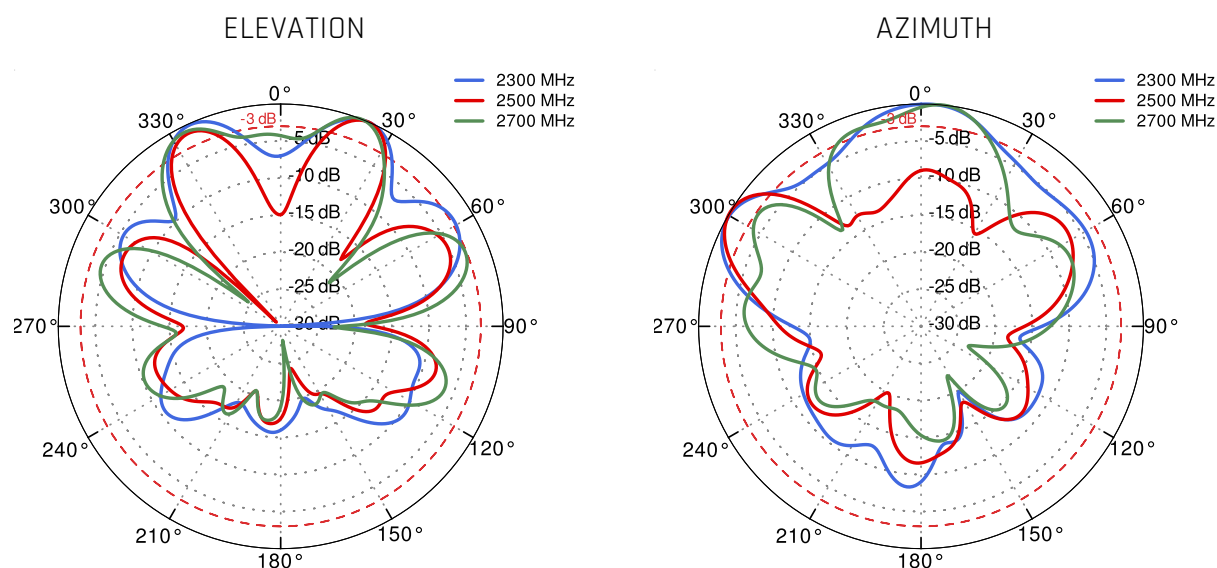 ELEVATION
2300 MHz
2500 MHz
2700 MHz
0°
30°
60°
90°
120°
150°
180°
210°
240°
270°
300°
330°
-3 dB
-5 dB
-10 dB
-15 dB
-20 dB
-25 dB
-30 dB
AZIMUTH
2300 MHz
2500 MHz
2700 MHz
0°
30°
60°
90°
120°
150°
180°
210°
240°
270°
300°
330°
-3 dB
-5 dB
-10 dB
-15 dB
-20 dB
-25 dB
-30 dB